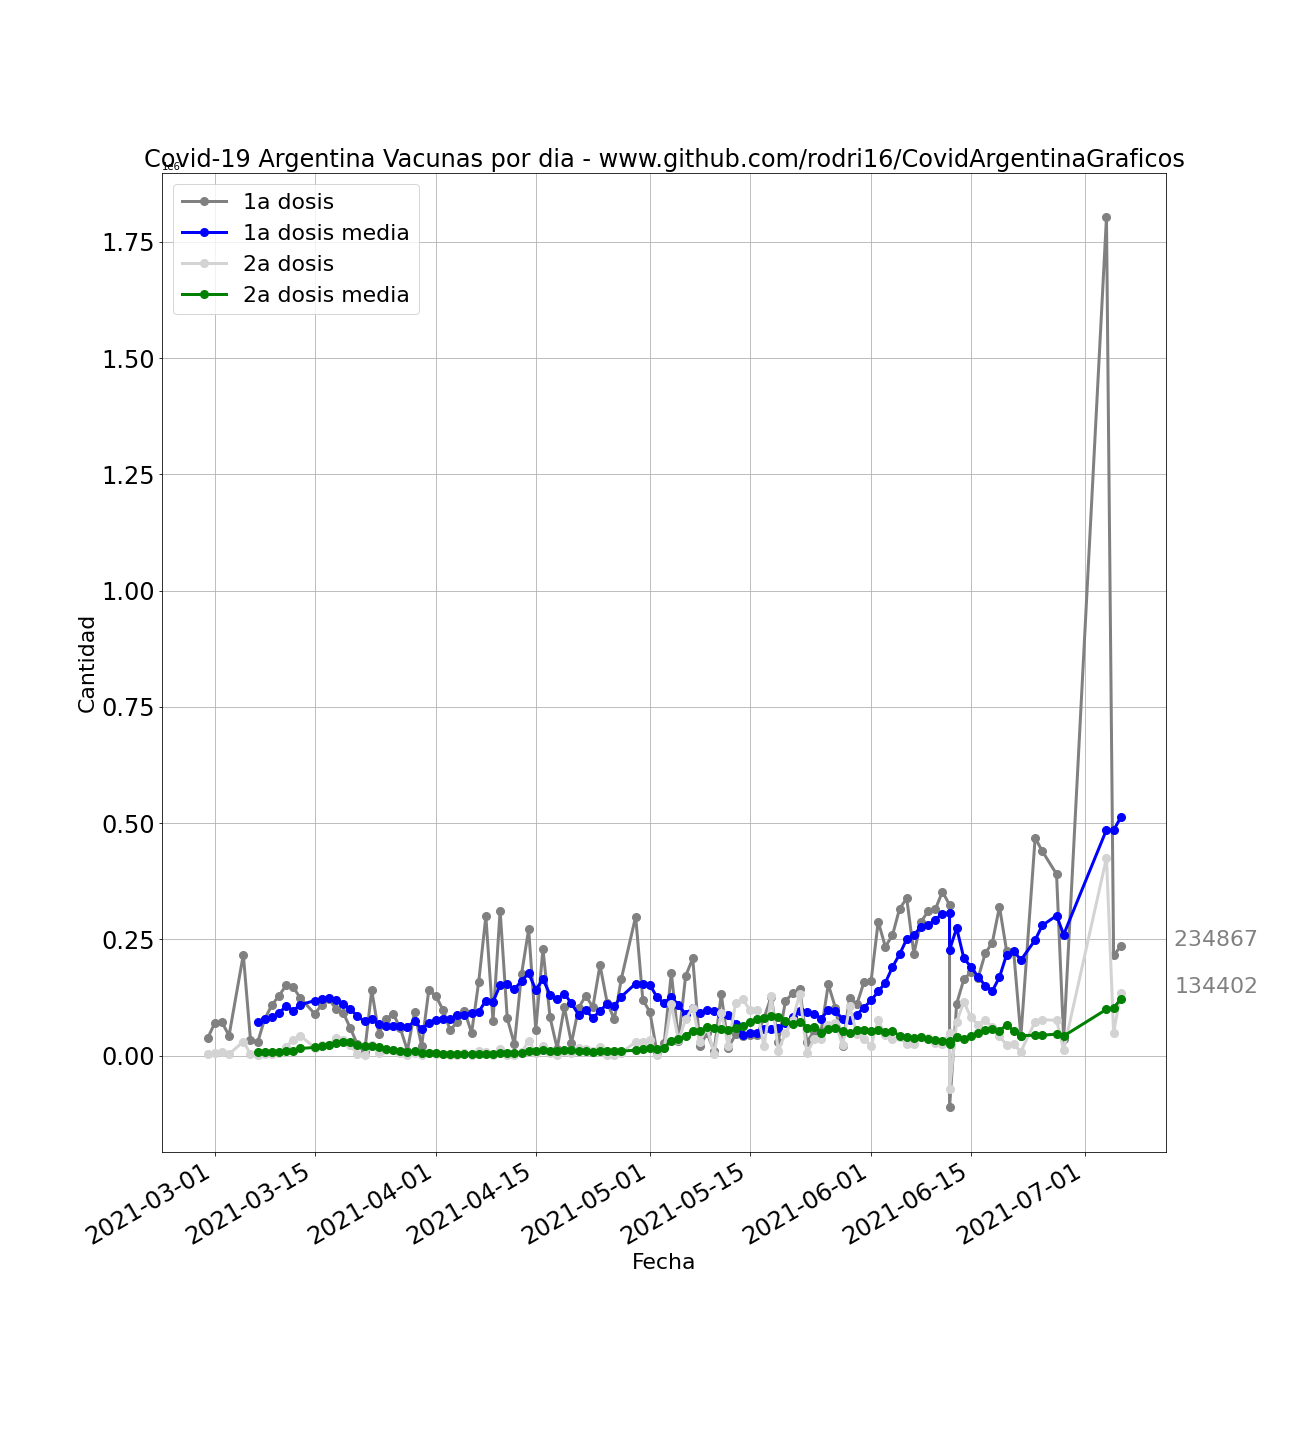 Covid-19 Argentina Vacunas por dia - www.github.com/rodri16/CovidArgentinaGraficos
1e6
1a dosis
1a dosis media
2a dosis
2a dosis media
1.75
1.50
1.25
1.00
0.75
0.50
0.25
0.00
Cantidad
234867
134402
2021-03-01
2021-03-15
2021-04-01
2021-04-15
2021-05-01
2021-05-15
2021-06-01
2021-06-15
2021-07-01
Fecha